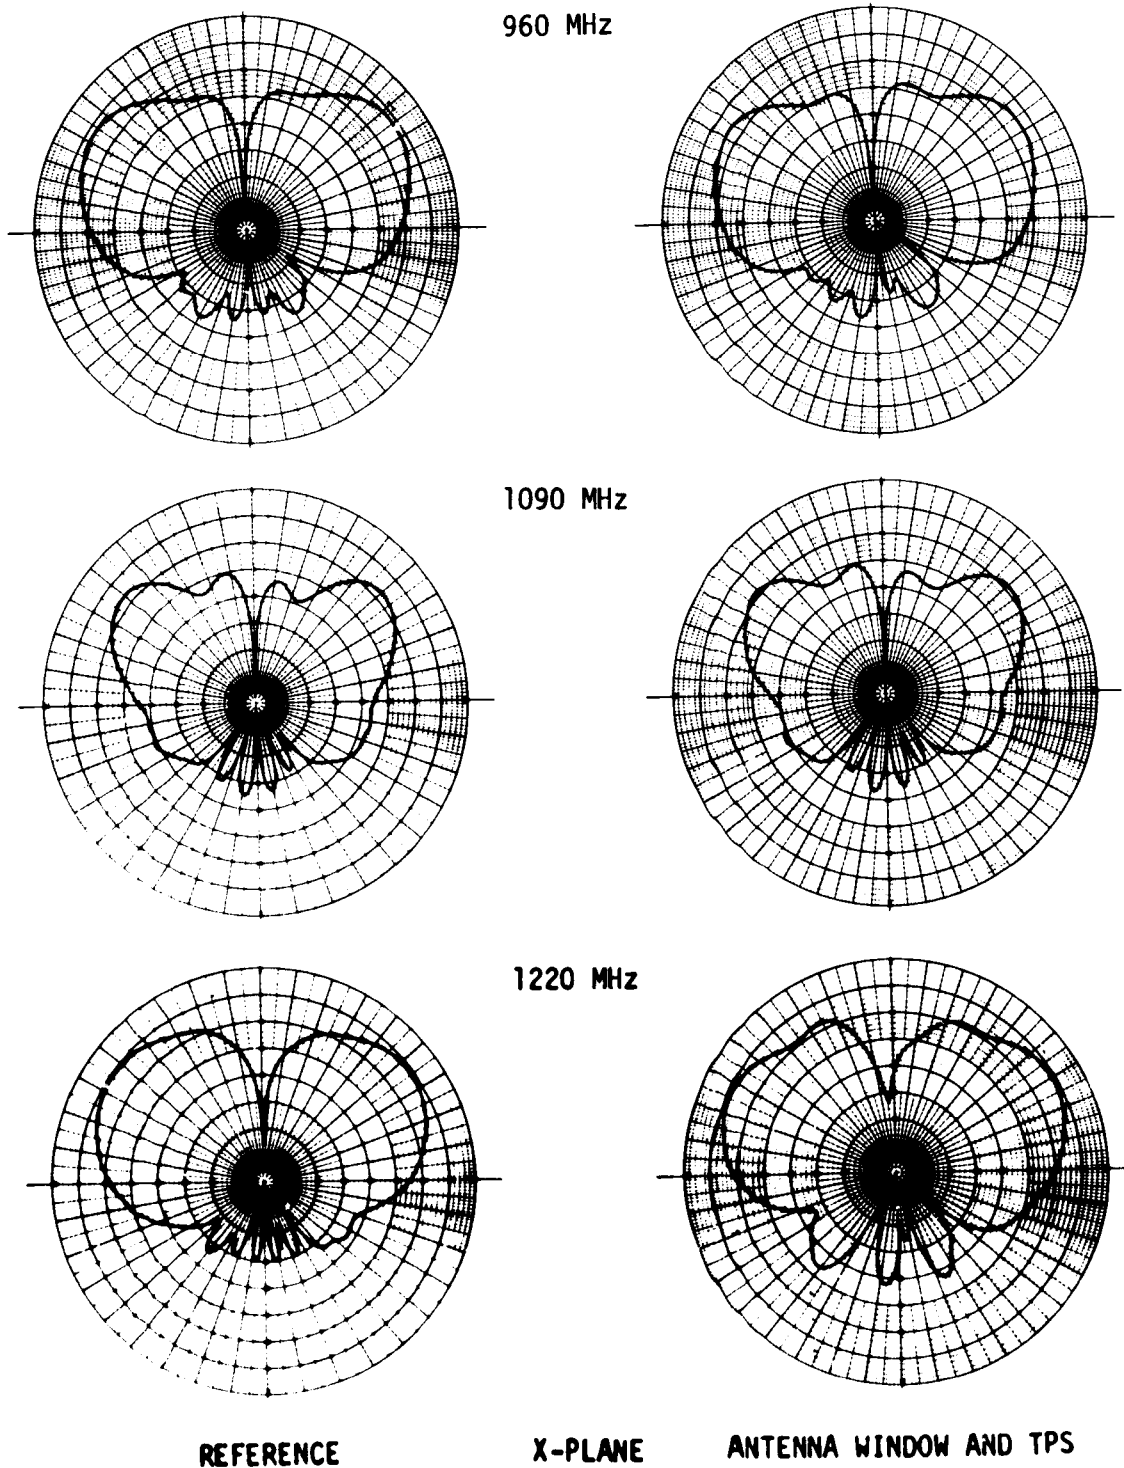 960 MHz
1090 MHz
1220 MHz
REFERENCE
X-PLANE
ANTENNA WINDOW AND TPS